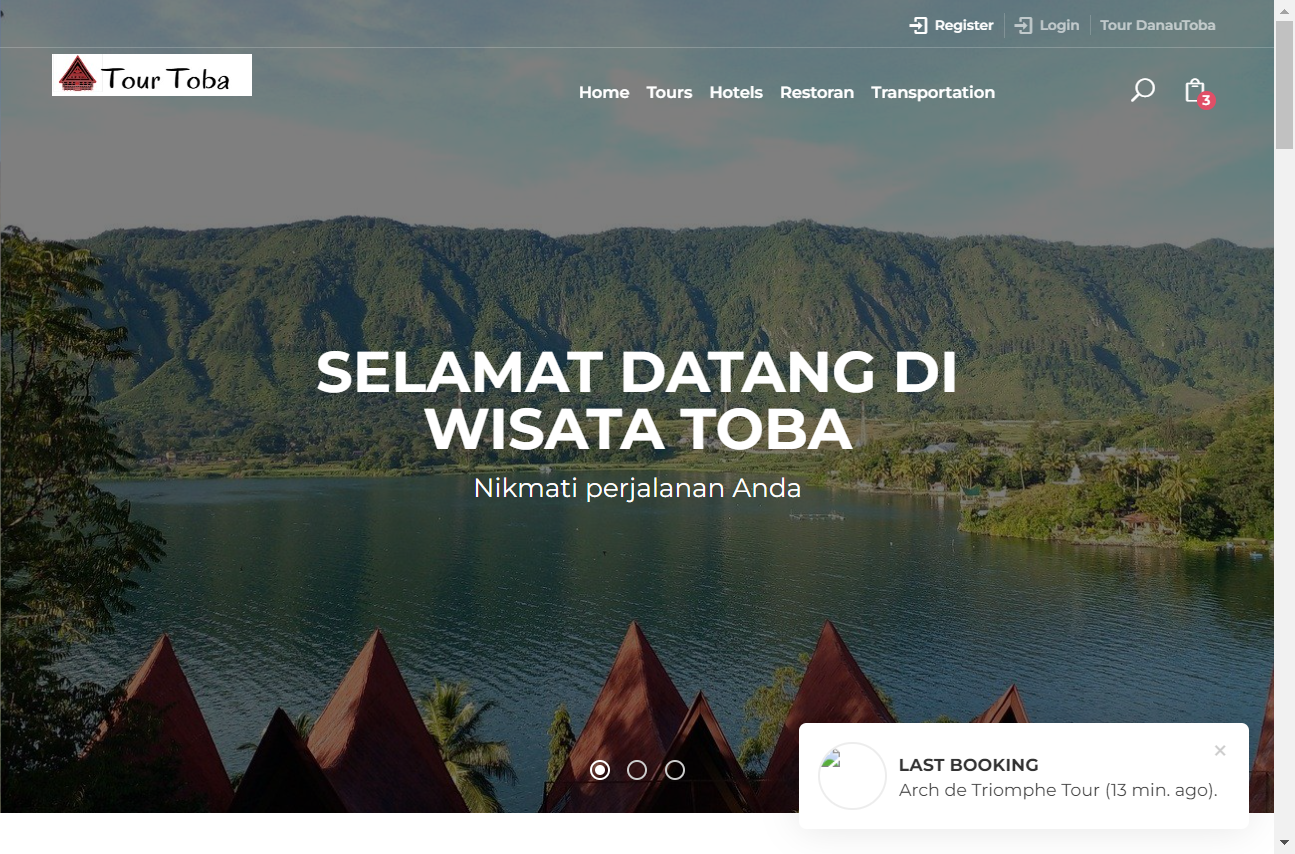 Register
Login
Tour DanauToba
Tour Toba
Home Tours Hotels Restoran Transportation
3
SELAMAT DATANG DI
WISATA TOBA
Nikmati perjalanan Anda
LAST BOOKING
Arch de Triomphe Tour (13 min. ago).